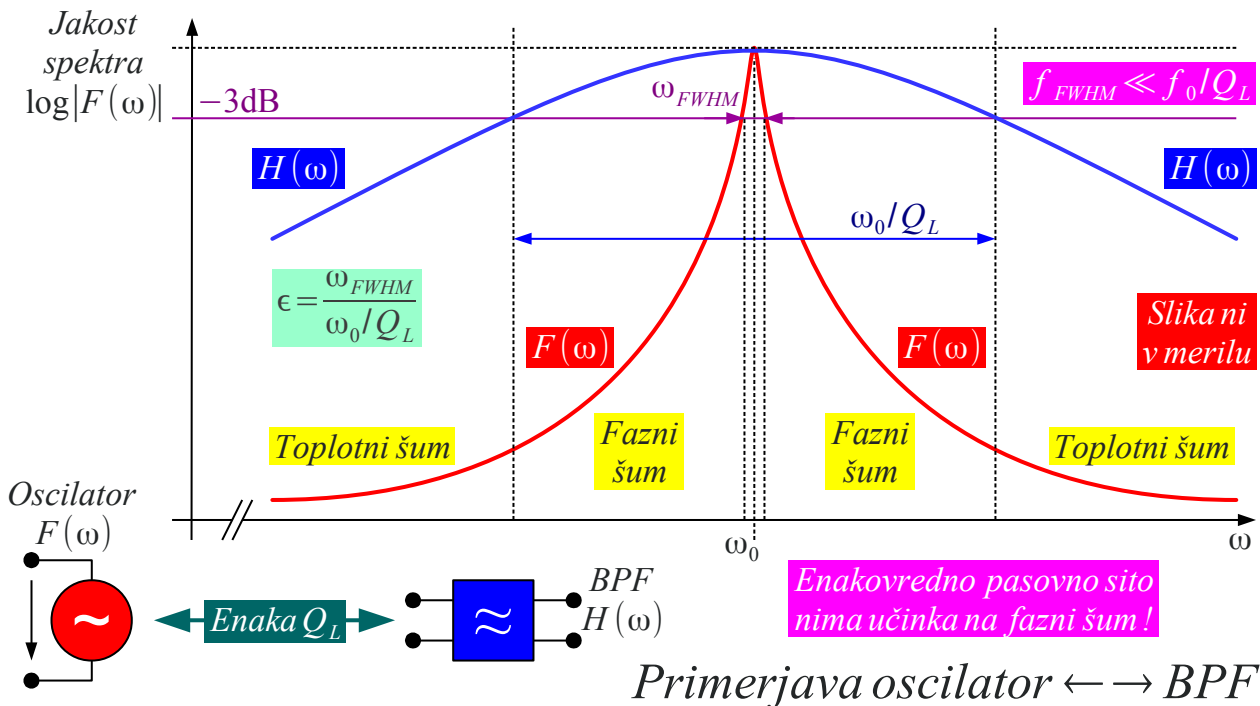 Jakost
spektra
log|F(ω)|
−3dB
ω_FWHM
f_FWHM ≪ f_0/Q_L
H(ω)
H(ω)
ω_0/Q_L
ϵ = ω_FWHM / (ω_0/Q_L)
F(ω)
F(ω)
Slika ni
v merilu
Toplotni šum
Fazni
šum
Fazni
šum
Toplotni šum
ω_0
ω
Oscilator
F(ω)
~
Enaka Q_L
≈
BPF
H(ω)
Enakovredno pasovno sito
nima učinka na fazni šum!
Primerjava oscilator ←→ BPF